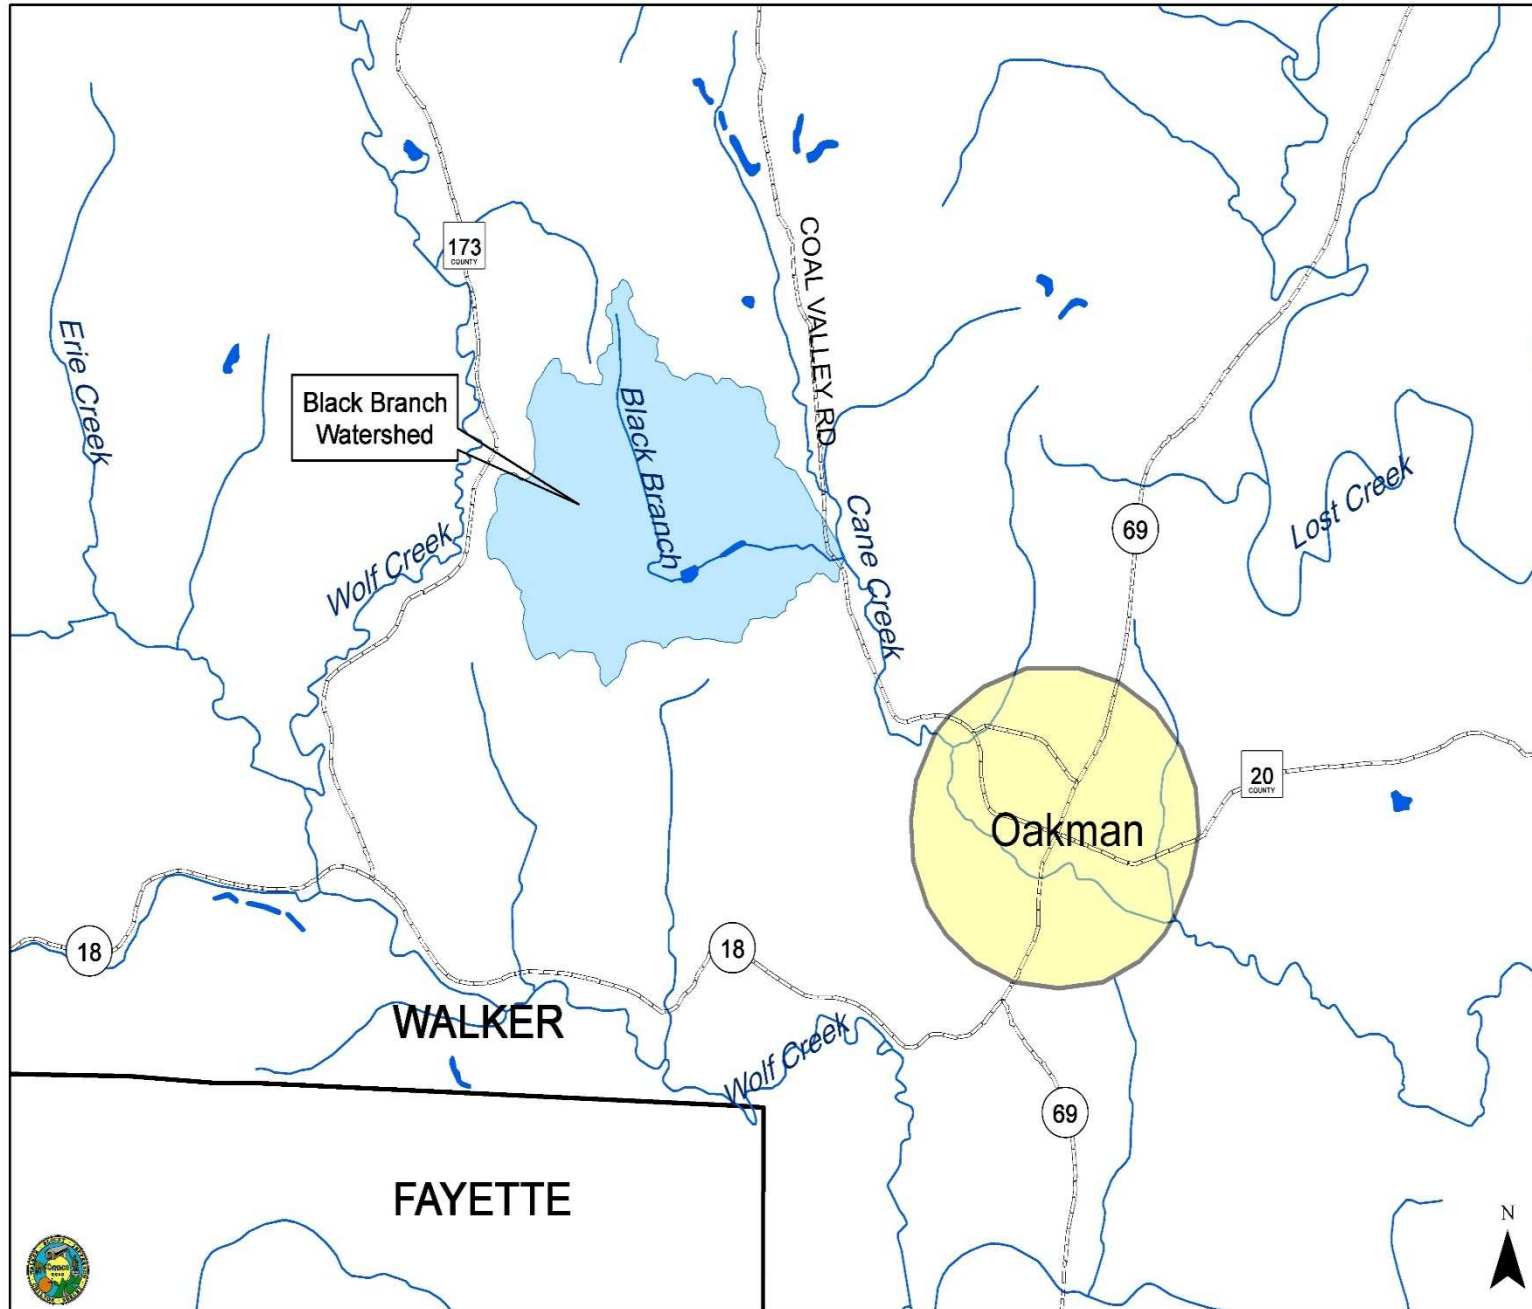 173
COUNTY
COAL VALLEY RD
Erie Creek
Black Branch
Watershed
Black Branch
Lost Creek
Cane Creek
69
Wolf Creek
20
COUNTY
Oakman
18
18
WALKER
Wolf Creek
69
FAYETTE
N